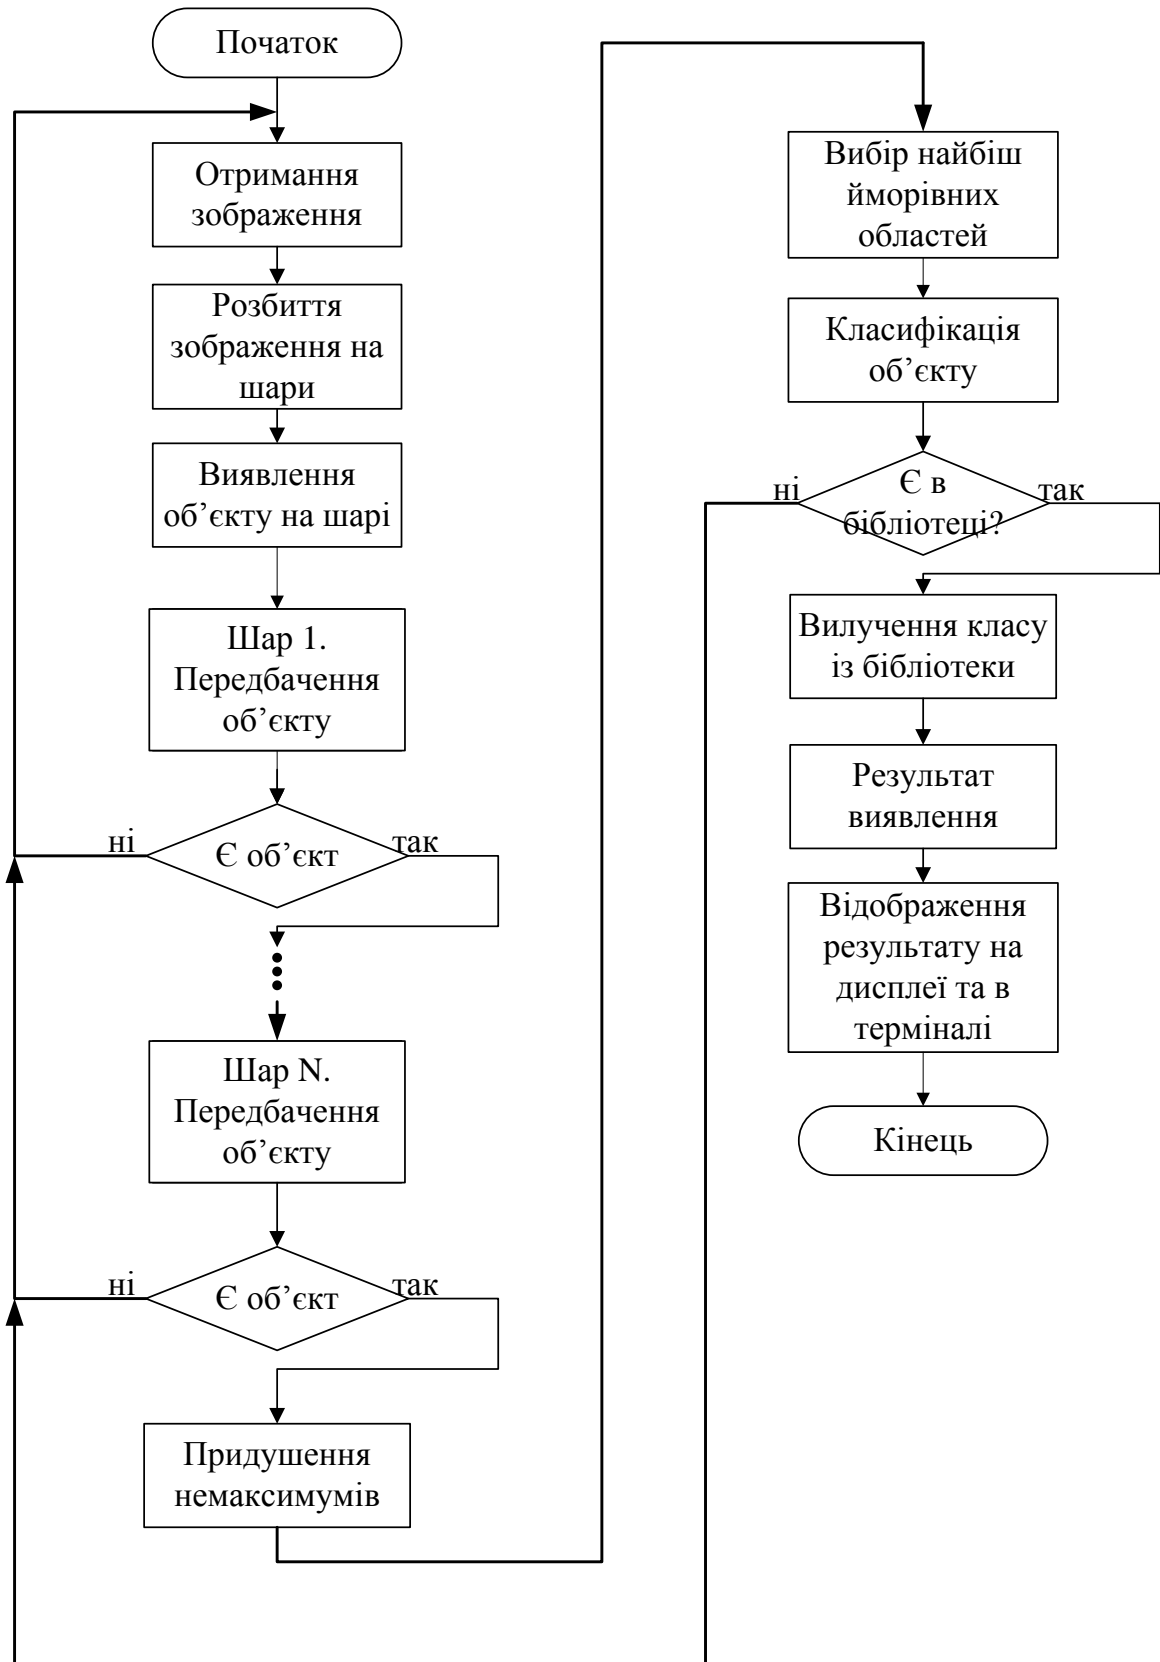 Початок
Отримання
зображення
Розбиття
зображення на
шари
Виявлення
об’єкту на шарі
Шар 1.
Передбачення
об’єкту
ні
Є об’єкт
так
Шар N.
Передбачення
об’єкту
ні
Є об’єкт
так
Придушення
немаксимумів
Вибір найбіш
йморівних
областей
Класифікація
об’єкту
ні
Є в
бібліотеці?
так
Вилучення класу
із бібліотеки
Результат
виявлення
Відображення
результату на
дисплеї та в
терміналі
Кінець